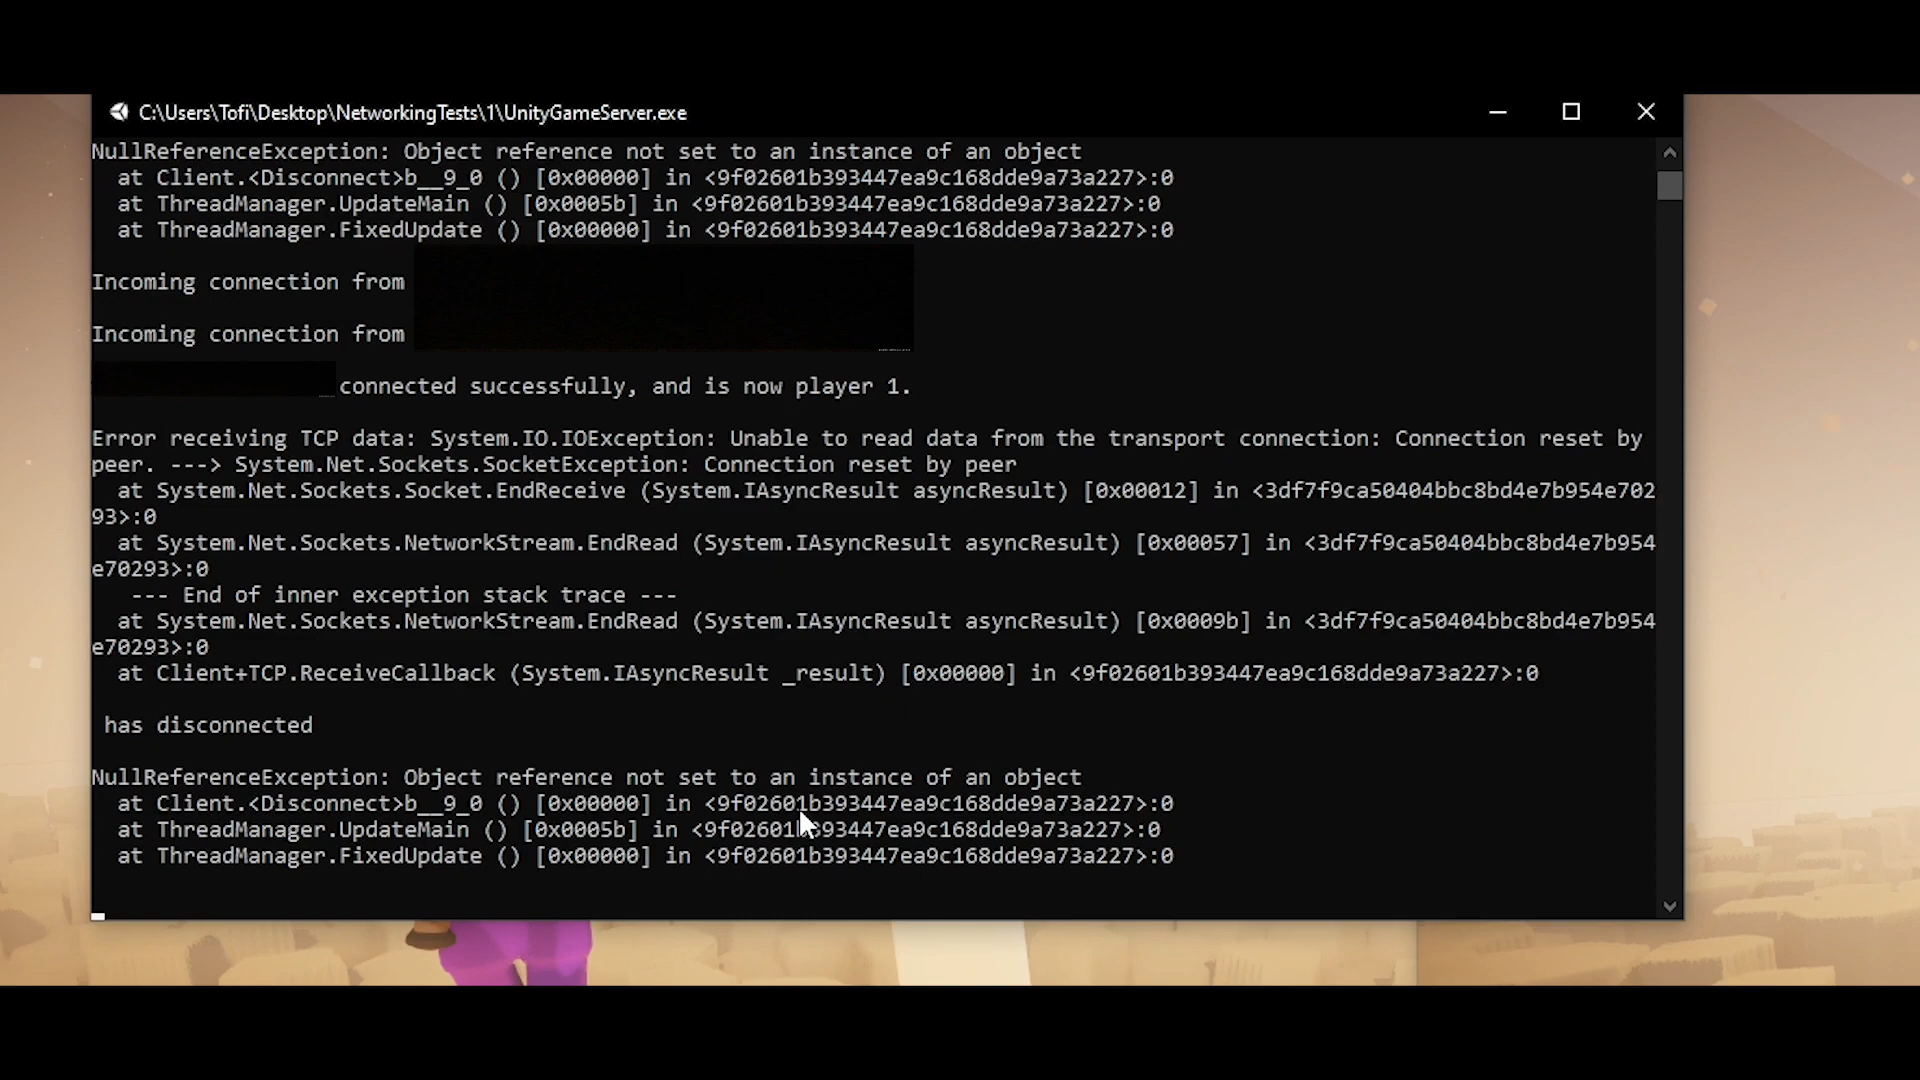 C:\Users\Tofi\Desktop\NetworkingTests\1\UnityGameServer.exe
NullReferenceException: Object reference not set to an instance of an object
  at Client.<Disconnect>b__9_0 () [0x00000] in <9f02601b393447ea9c168dde9a73a227>:0
  at ThreadManager.UpdateMain () [0x0005b] in <9f02601b393447ea9c168dde9a73a227>:0
  at ThreadManager.FixedUpdate () [0x00000] in <9f02601b393447ea9c168dde9a73a227>:0
Incoming connection from
Incoming connection from
connected successfully, and is now player 1.
Error receiving TCP data: System.IO.IOException: Unable to read data from the transport connection: Connection reset by
peer. ---> System.Net.Sockets.SocketException: Connection reset by peer
  at System.Net.Sockets.Socket.EndReceive (System.IAsyncResult asyncResult) [0x00012] in <3df7f9ca50404bbc8bd4e7b954e702
93>:0
  at System.Net.Sockets.NetworkStream.EndRead (System.IAsyncResult asyncResult) [0x00057] in <3df7f9ca50404bbc8bd4e7b954
e70293>:0
   --- End of inner exception stack trace ---
  at System.Net.Sockets.NetworkStream.EndRead (System.IAsyncResult asyncResult) [0x0009b] in <3df7f9ca50404bbc8bd4e7b954
e70293>:0
  at Client+TCP.ReceiveCallback (System.IAsyncResult _result) [0x00000] in <9f02601b393447ea9c168dde9a73a227>:0
 has disconnected
NullReferenceException: Object reference not set to an instance of an object
  at Client.<Disconnect>b__9_0 () [0x00000] in <9f02601b393447ea9c168dde9a73a227>:0
  at ThreadManager.UpdateMain () [0x0005b] in <9f02601b393447ea9c168dde9a73a227>:0
  at ThreadManager.FixedUpdate () [0x00000] in <9f02601b393447ea9c168dde9a73a227>:0